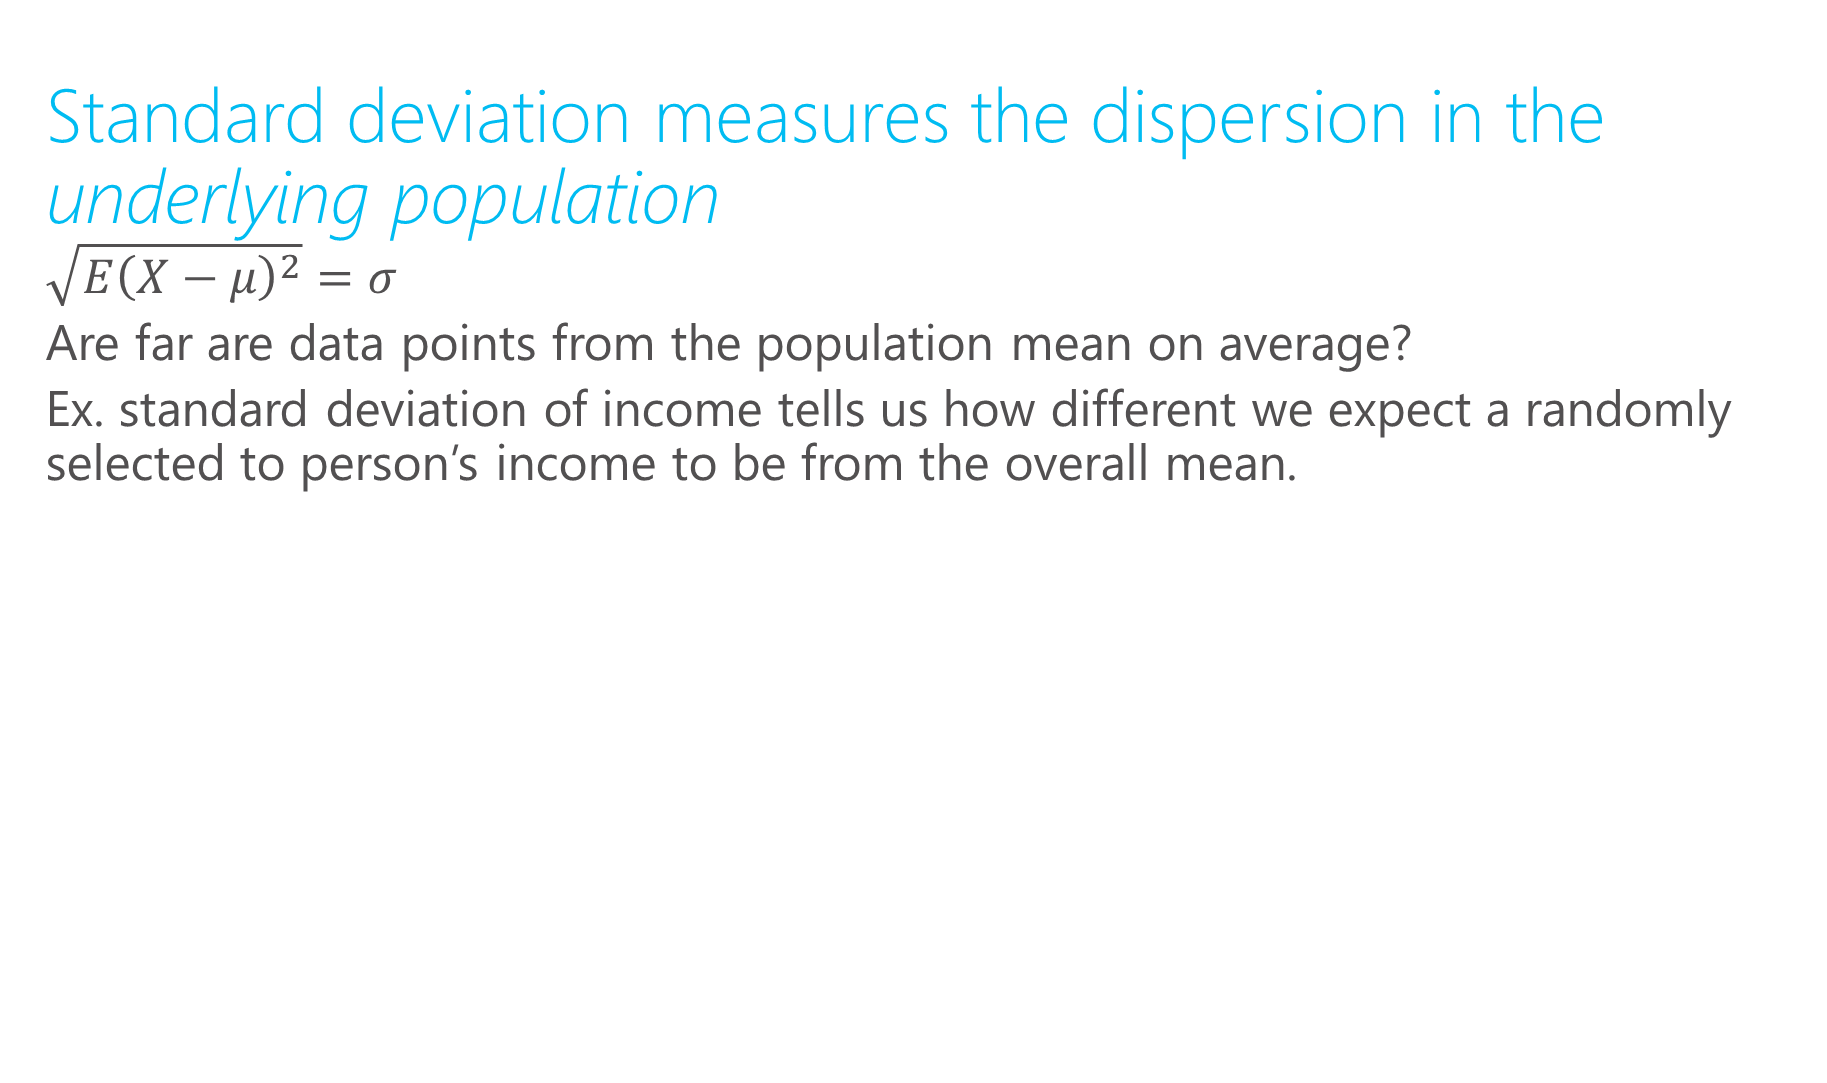 Standard deviation measures the dispersion in the
underlying population
√E(X − μ)² = σ
Are far are data points from the population mean on average?
Ex. standard deviation of income tells us how different we expect a randomly
selected to person’s income to be from the overall mean.